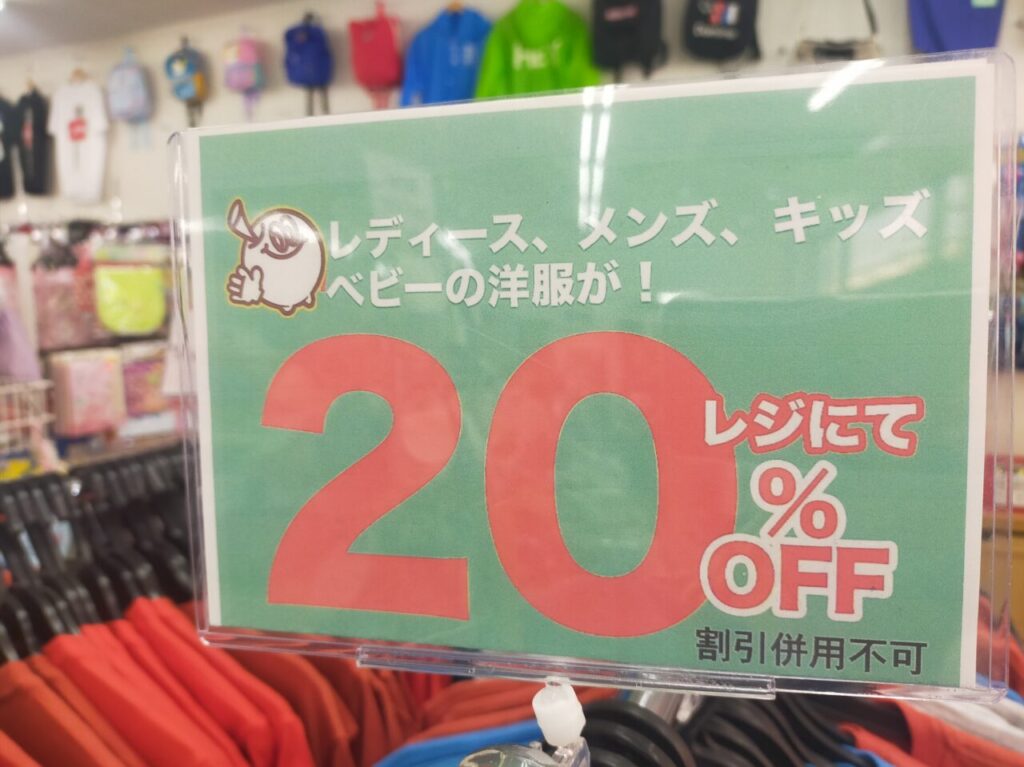 レディース、メンズ、キッズ
ベビーの洋服が！
20
レジにて
%
OFF
割引併用不可